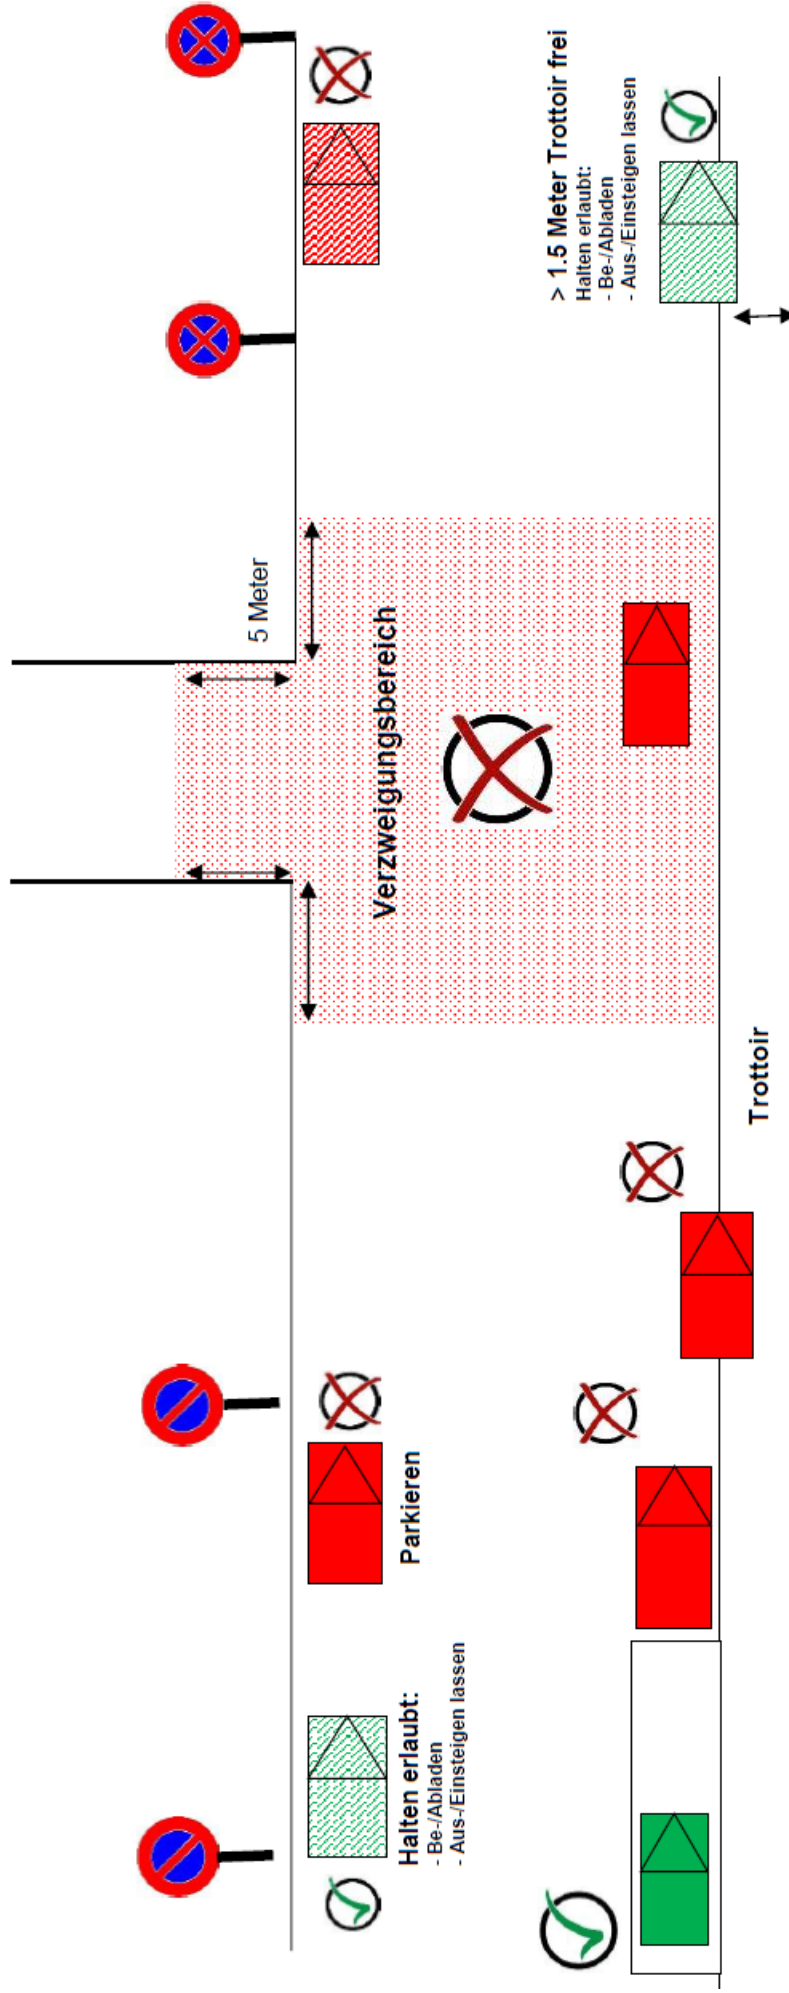 > 1.5 Meter Trottoir frei
Halten erlaubt:
- Be-/Abladen
- Aus-/Einsteigen lassen
5 Meter
Verzweigungsbereich
Trottoir
Parkieren
Halten erlaubt:
- Be-/Abladen
- Aus-/Einsteigen lassen